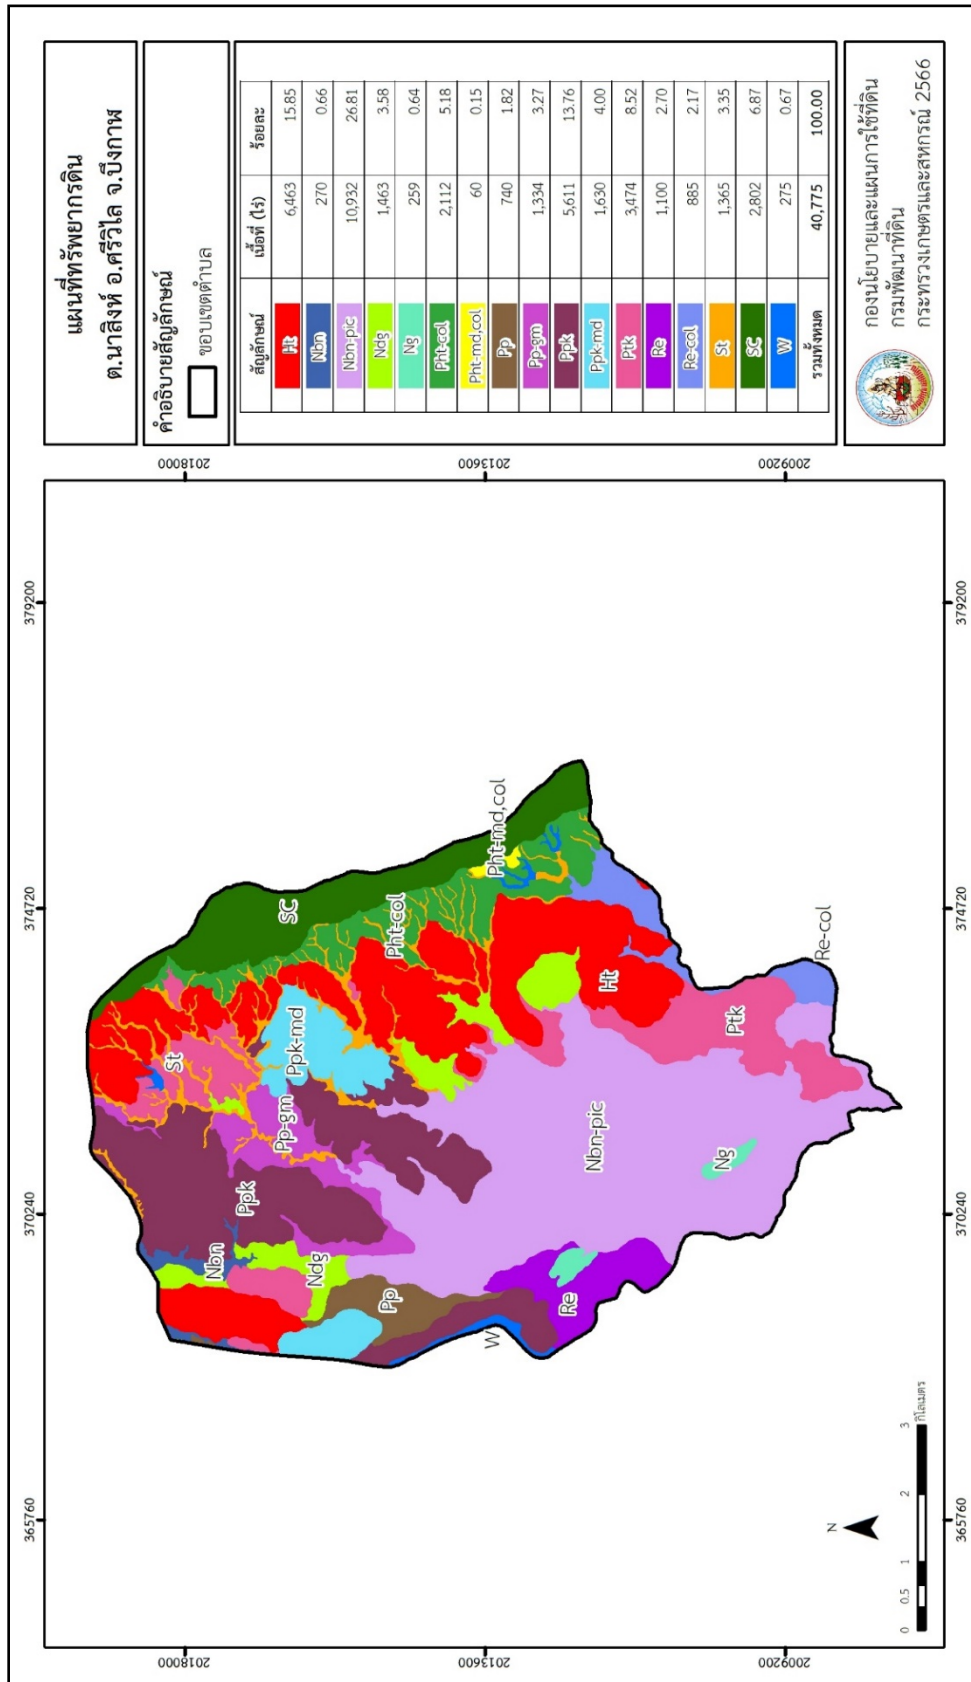 แผนที่ทรัพยากรดิน
ต.นาสิงห์ อ.ศรีวิไล จ.บึงกาฬ
คำอธิบายสัญลักษณ์
ขอบเขตตำบล
สัญลักษณ์ เนื้อที่ (ไร่) ร้อยละ
Ht 6,463 15.85
Nbn 270 0.66
Nbn-pic 10,932 26.81
Ndg 1,463 3.58
Ng 259 0.64
Pht-col 2,112 5.18
Pht-md,col 60 0.15
Pp 740 1.82
Pp-gm 1,334 3.27
Ppk 5,611 13.76
Ppk-md 1,630 4.00
Ptk 3,474 8.52
Re 1,100 2.70
Re-col 885 2.17
St 1,365 3.35
SC 2,802 6.87
W 275 0.67
รวมทั้งหมด 40,775 100.00
กองนโยบายและแผนการใช้ที่ดิน
กรมพัฒนาที่ดิน
กระทรวงเกษตรและสหกรณ์ 2566
365760 370240 374720 379200
2018000 2018000
2013600 2013600
2009200 2009200
St
SC
Nbn
Ppk
Pp-gm
Ppk-md
Ndg
Pht-col
Pp
W
Pht-md,col
Re
Nbn-pic
Ht
Ng
Ptk
Re-col
N
0 0.5 1 2 3
กิโลเมตร
365760 370240 374720 379200